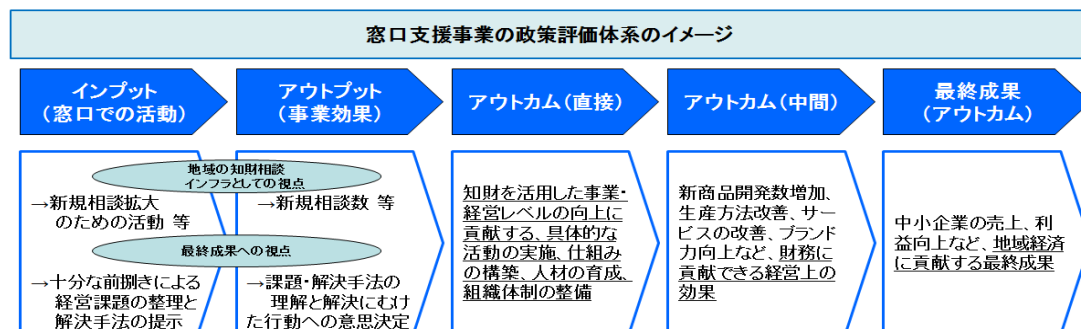 窓口支援事業の政策評価体系のイメージ
インプット
（窓口での活動）
アウトプット
（事業効果）
アウトカム（直接）
アウトカム（中間）
最終成果
（アウトカム）
地域の知財相談
インフラとしての視点
→新規相談拡大
のための活動 等
→新規相談数 等
最終成果への視点
→十分な前捌きによる
経営課題の整理と
解決手法の提示
→課題・解決手法の
理解と解決にむけ
た行動への意思決定
知財を活用した事業・
経営レベルの向上に
貢献する、具体的な
活動の実施、仕組み
の構築、人材の育成、
組織体制の整備
新商品開発数増加、
生産方法改善、サー
ビスの改善、ブランド
力向上など、財務に
貢献できる経営上の
効果
中小企業の売上、利
益向上など、地域経済
に貢献する最終成果